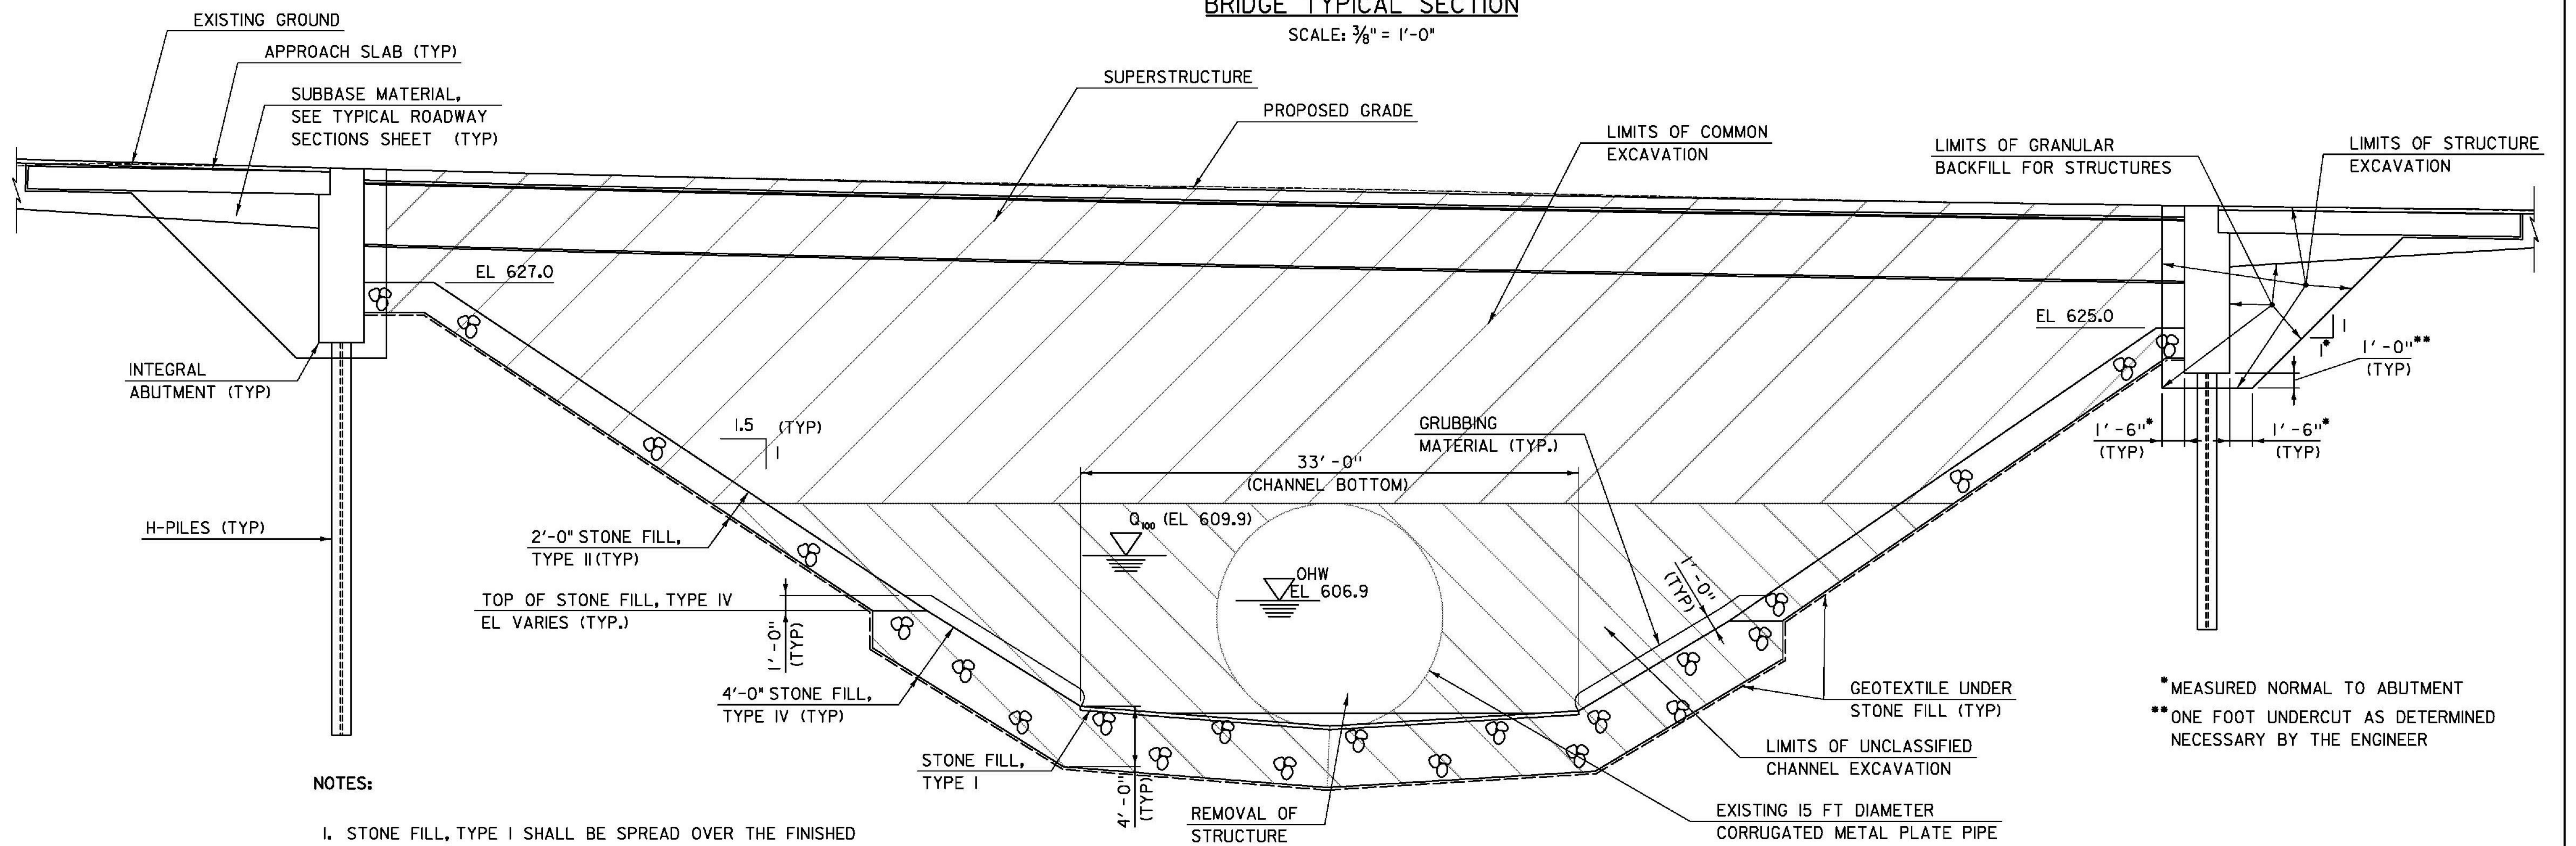 BRIDGE TYPICAL SECTION
SCALE: 3/8" = 1'-0"
EXISTING GROUND
APPROACH SLAB (TYP)
SUBBASE MATERIAL,
SEE TYPICAL ROADWAY
SECTIONS SHEET (TYP)
SUPERSTRUCTURE
PROPOSED GRADE
LIMITS OF COMMON
EXCAVATION
LIMITS OF GRANULAR
BACKFILL FOR STRUCTURES
LIMITS OF STRUCTURE
EXCAVATION
EL 627.0
EL 625.0
INTEGRAL
ABUTMENT (TYP)
1
1*
1'-0"**
(TYP)
1'-6"*
(TYP)
1'-6"*
(TYP)
1.5 (TYP)
1
GRUBBING
MATERIAL (TYP.)
33'-0"
(CHANNEL BOTTOM)
H-PILES (TYP)
2'-0" STONE FILL,
TYPE II (TYP)
Q100 (EL 609.9)
OHW
EL 606.9
1'-0"
(TYP)
TOP OF STONE FILL, TYPE IV
EL VARIES (TYP.)
1'-0"
(TYP)
4'-0" STONE FILL,
TYPE IV (TYP)
GEOTEXTILE UNDER
STONE FILL (TYP)
*MEASURED NORMAL TO ABUTMENT
**ONE FOOT UNDERCUT AS DETERMINED
NECESSARY BY THE ENGINEER
STONE FILL,
TYPE I
4'-0"
(TYP)
LIMITS OF UNCLASSIFIED
CHANNEL EXCAVATION
REMOVAL OF
STRUCTURE
EXISTING 15 FT DIAMETER
CORRUGATED METAL PLATE PIPE
NOTES:
1. STONE FILL, TYPE I SHALL BE SPREAD OVER THE FINISHED